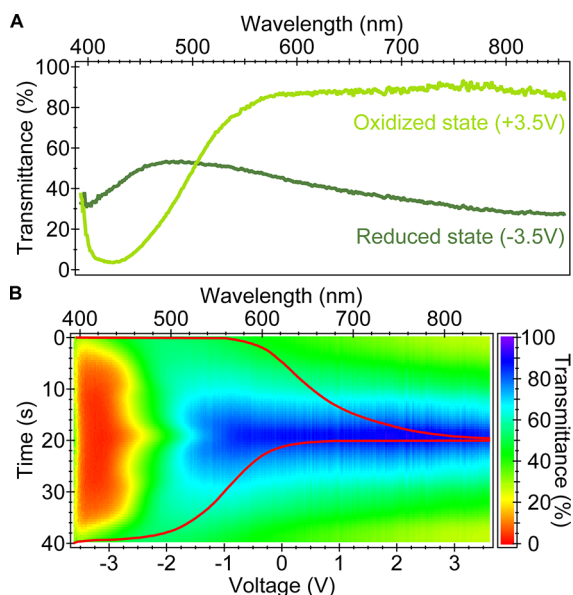 A
Wavelength (nm)
400 500 600 700 800
Transmittance (%)
100
80
60
40
20
0
Oxidized state (+3.5V)
Reduced state (-3.5V)
B
Wavelength (nm)
400 500 600 700 800
Time (s)
0
10
20
30
40
-3 -2 -1 0 1 2 3
Voltage (V)
100
80
60
40
20
0
Transmittance (%)